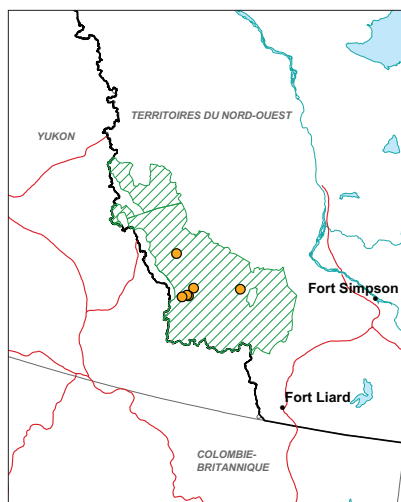 TERRITOIRES DU NORD-OUEST
YUKON
Fort Simpson
Fort Liard
COLOMBIE-
BRITANNIQUE